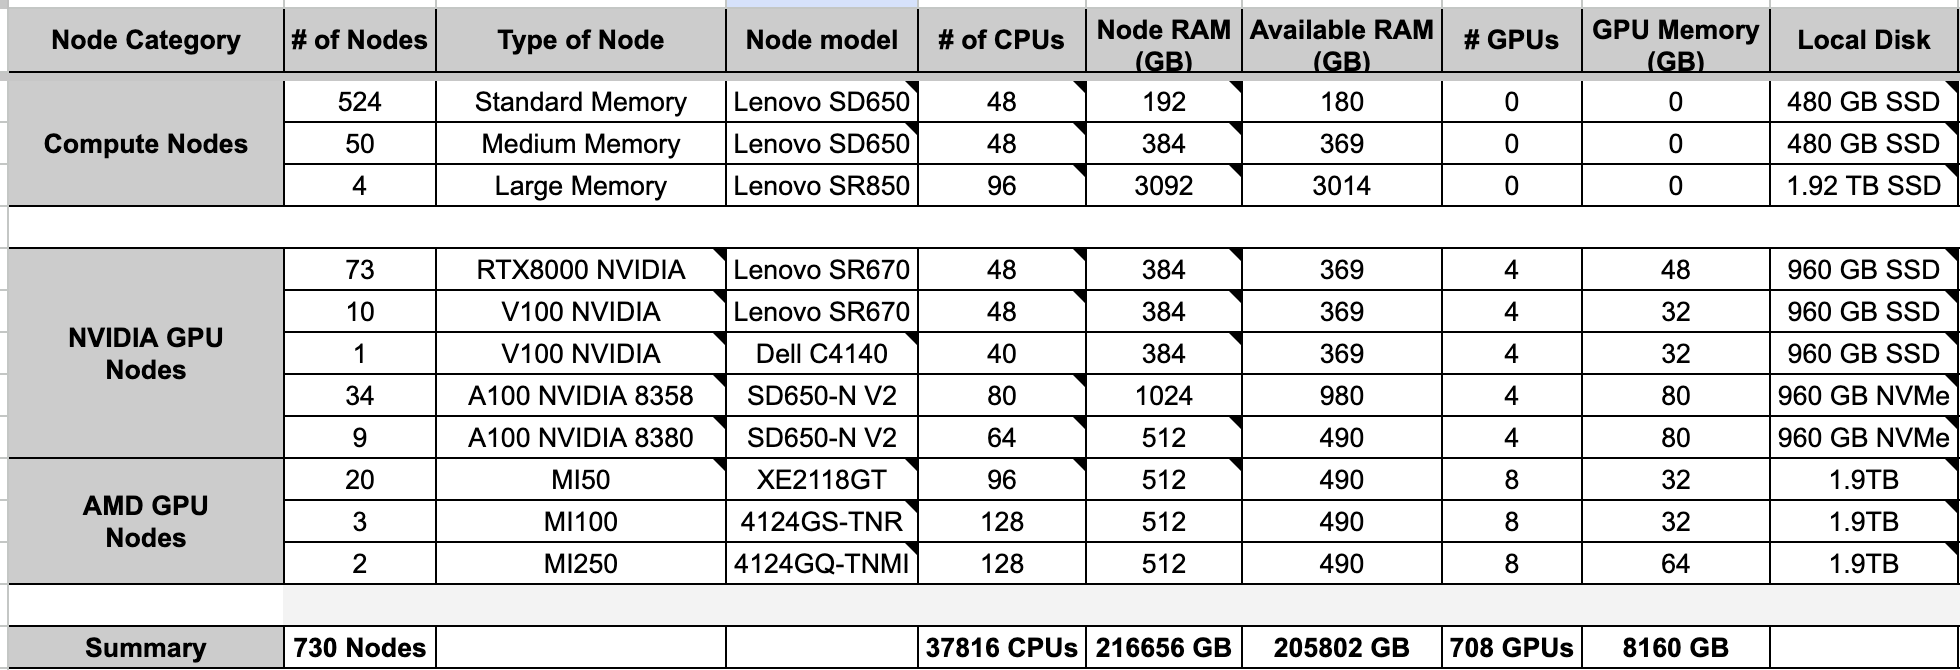 Node Category # of Nodes Type of Node Node model # of CPUs Node RAM (GB) Available RAM (GB) # GPUs GPU Memory (GB) Local Disk
Compute Nodes
524 Standard Memory Lenovo SD650 48 192 180 0 0 480 GB SSD
50 Medium Memory Lenovo SD650 48 384 369 0 0 480 GB SSD
4 Large Memory Lenovo SR850 96 3092 3014 0 0 1.92 TB SSD
NVIDIA GPU
Nodes
73 RTX8000 NVIDIA Lenovo SR670 48 384 369 4 48 960 GB SSD
10 V100 NVIDIA Lenovo SR670 48 384 369 4 32 960 GB SSD
1 V100 NVIDIA Dell C4140 40 384 369 4 32 960 GB SSD
34 A100 NVIDIA 8358 SD650-N V2 80 1024 980 4 80 960 GB NVMe
9 A100 NVIDIA 8380 SD650-N V2 64 512 490 4 80 960 GB NVMe
AMD GPU
Nodes
20 MI50 XE2118GT 96 512 490 8 32 1.9TB
3 MI100 4124GS-TNR 128 512 490 8 32 1.9TB
2 MI250 4124GQ-TNMI 128 512 490 8 64 1.9TB
Summary 730 Nodes 37816 CPUs 216656 GB 205802 GB 708 GPUs 8160 GB